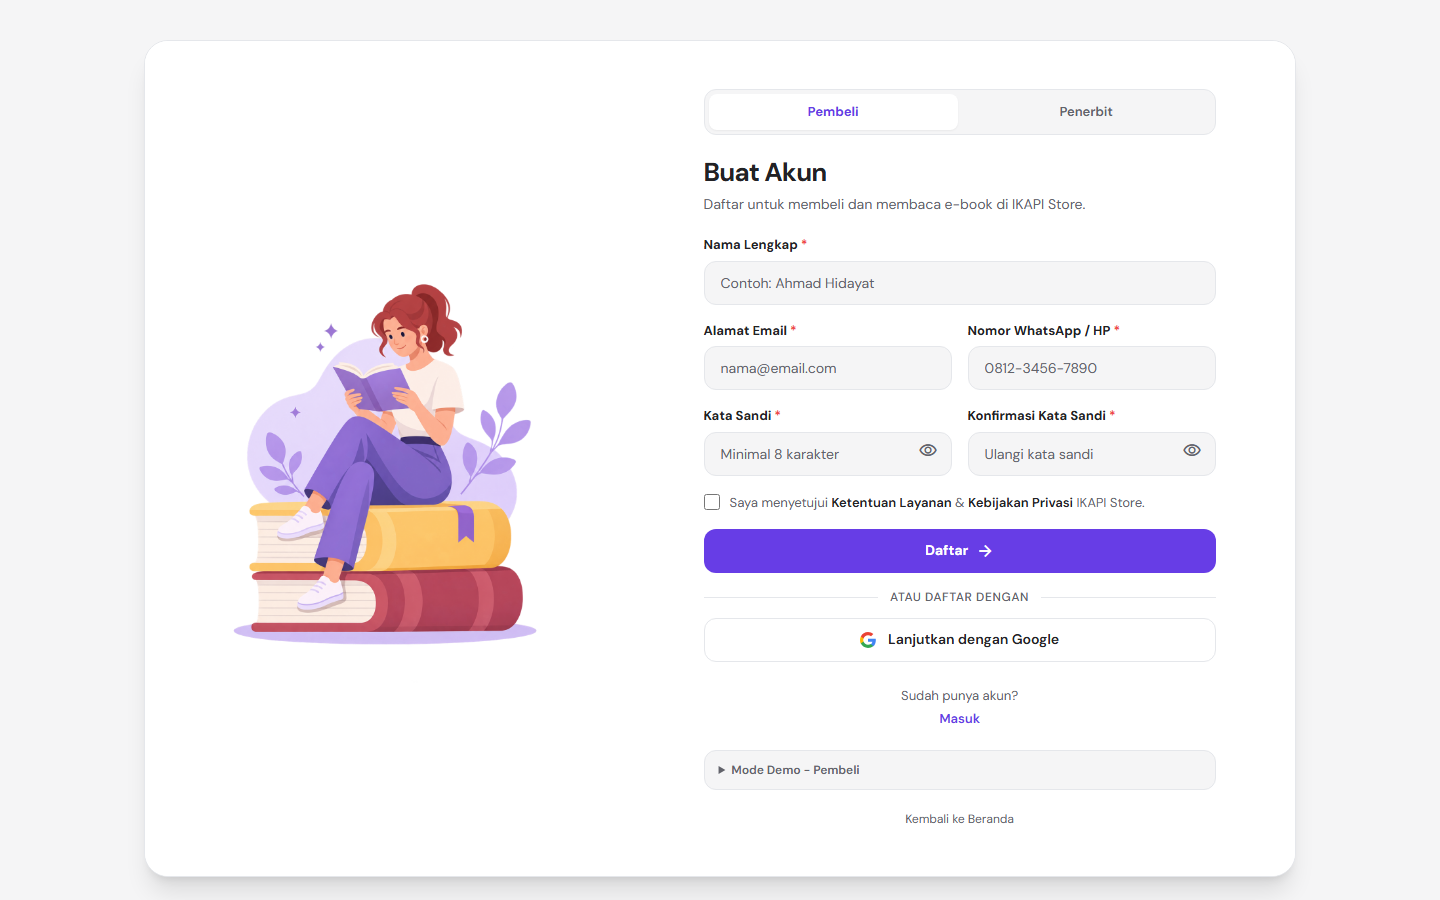 Pembeli
Penerbit
Buat Akun
Daftar untuk membeli dan membaca e-book di IKAPI Store.
Nama Lengkap *
Contoh: Ahmad Hidayat
Alamat Email *
Nomor WhatsApp / HP *
nama@email.com
0812-3456-7890
Kata Sandi *
Konfirmasi Kata Sandi *
Minimal 8 karakter
Ulangi kata sandi
Saya menyetujui Ketentuan Layanan & Kebijakan Privasi IKAPI Store.
Daftar →
ATAU DAFTAR DENGAN
Lanjutkan dengan Google
Sudah punya akun?
Masuk
Mode Demo - Pembeli
Kembali ke Beranda